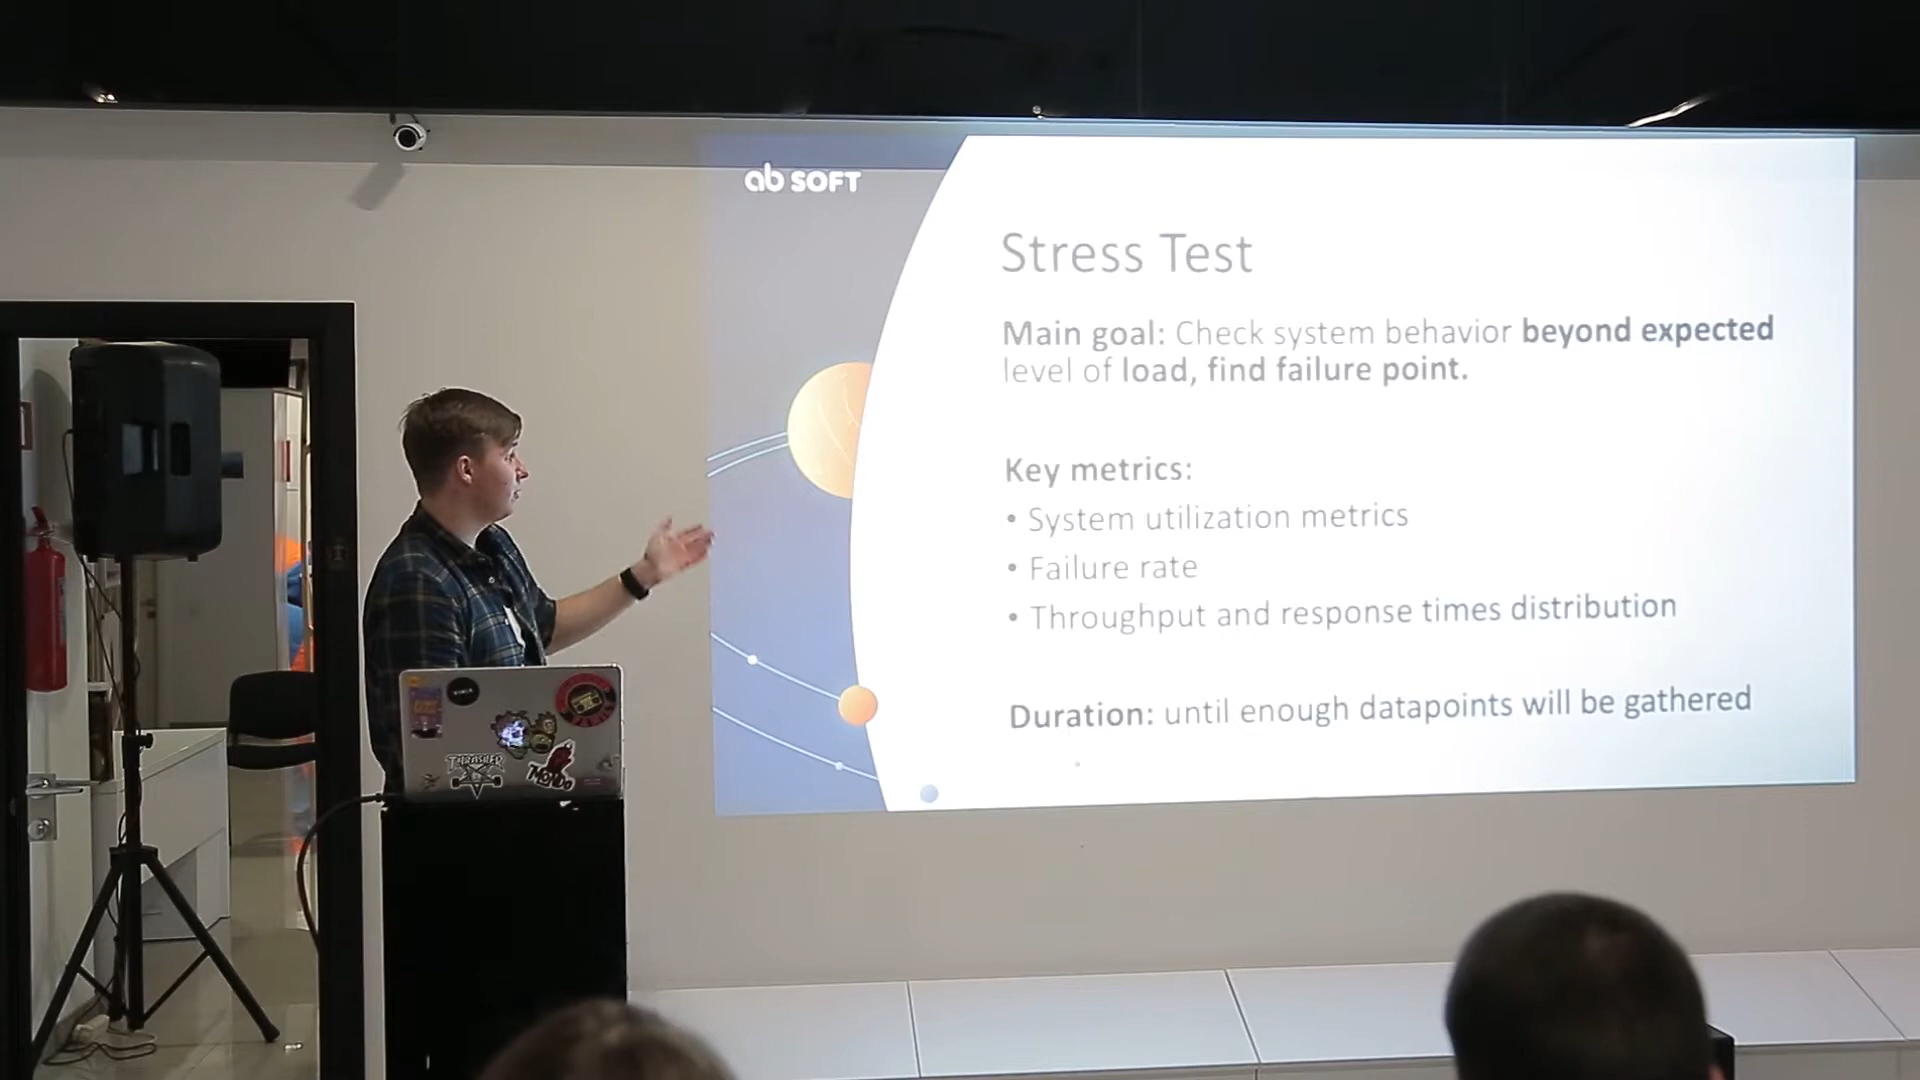 ab SOFT
Stress Test
Main goal: Check system behavior beyond expected
level of load, find failure point.
Key metrics:
• System utilization metrics
• Failure rate
• Throughput and response times distribution
Duration: until enough datapoints will be gathered
THRASHER